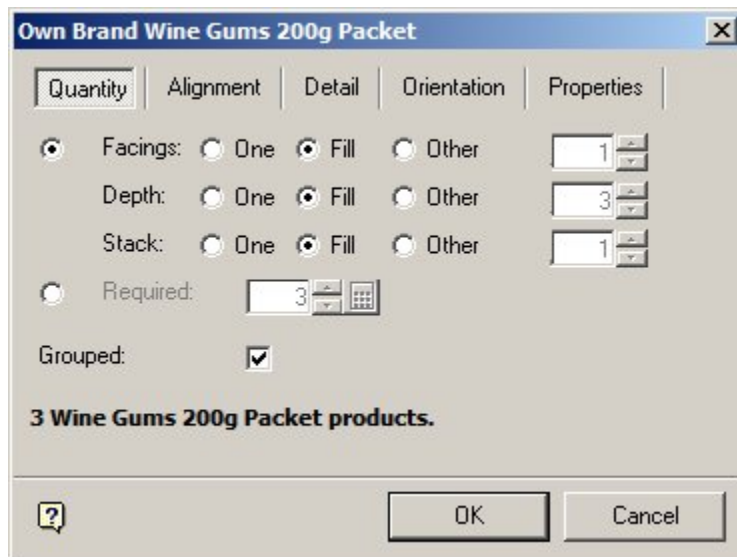 Own Brand Wine Gums 200g Packet
Quantity Alignment Detail Orientation Properties
Facings: One Fill Other 1
Depth: One Fill Other 3
Stack: One Fill Other 1
Required: 3
Grouped:
3 Wine Gums 200g Packet products.
? OK Cancel